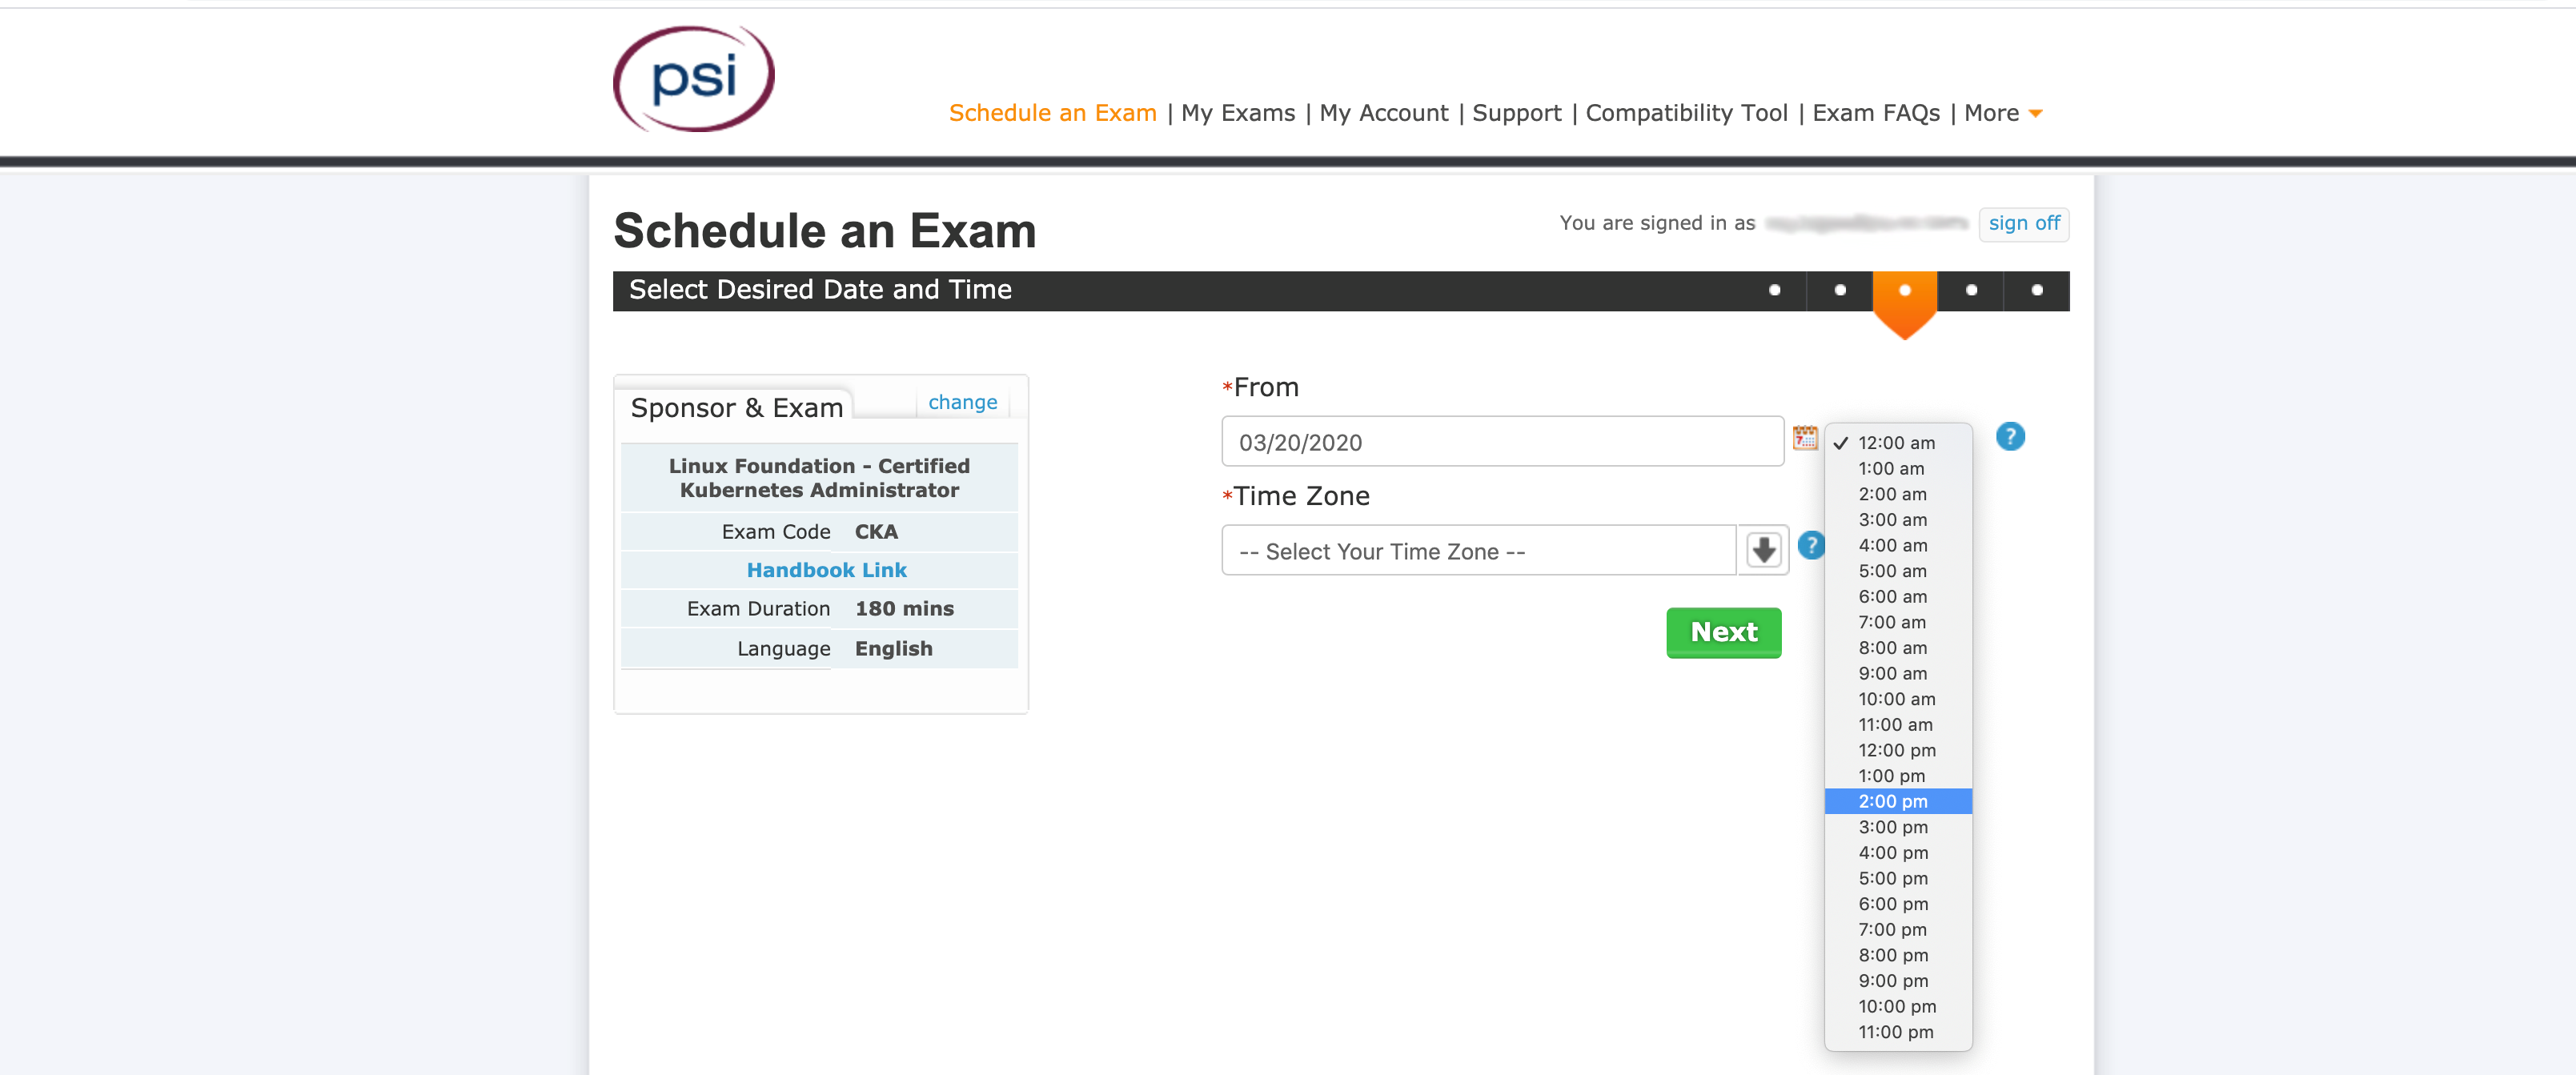 psi
Schedule an Exam | My Exams | My Account | Support | Compatibility Tool | Exam FAQs | More
Schedule an Exam
You are signed in as
sign off
Select Desired Date and Time
Sponsor & Exam
change
Linux Foundation - Certified
Kubernetes Administrator
Exam Code CKA
Handbook Link
Exam Duration 180 mins
Language English
*From
03/20/2020
7
?
*Time Zone
-- Select Your Time Zone --
?
Next
✓ 12:00 am
1:00 am
2:00 am
3:00 am
4:00 am
5:00 am
6:00 am
7:00 am
8:00 am
9:00 am
10:00 am
11:00 am
12:00 pm
1:00 pm
2:00 pm
3:00 pm
4:00 pm
5:00 pm
6:00 pm
7:00 pm
8:00 pm
9:00 pm
10:00 pm
11:00 pm